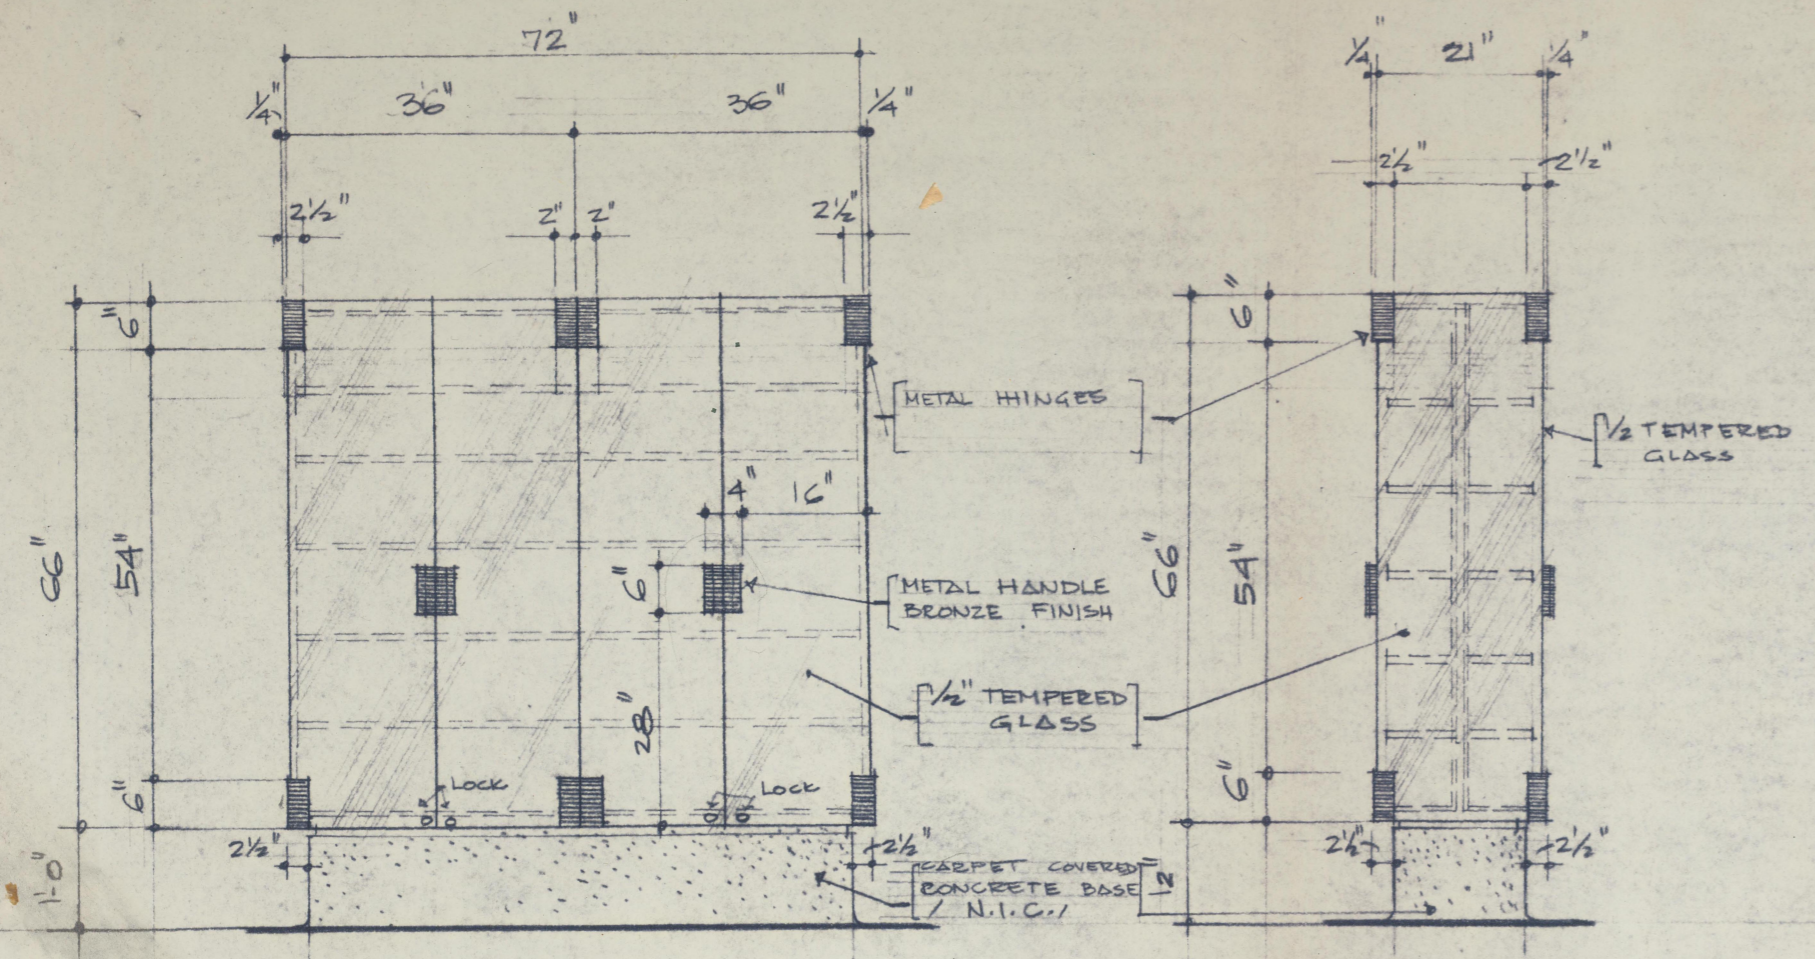 72"
1/4" 36" 36" 1/4"
2 1/2" 2" 2" 2 1/2"
1/4" 21" 1/4"
2 1/2" 2 1/2"
6"
6"
METAL HINGES
1/2 TEMPERED
GLASS
4" 16"
66" 54"
6"
METAL HANDLE
BRONZE FINISH
66" 54"
28"
1/2" TEMPERED
GLASS
6"
LOCK LOCK
6"
2 1/2" 2 1/2"
2 1/2" 2 1/2"
1'-0"
CARPET COVERED
CONCRETE BASE
/ N.I.C. /
12"